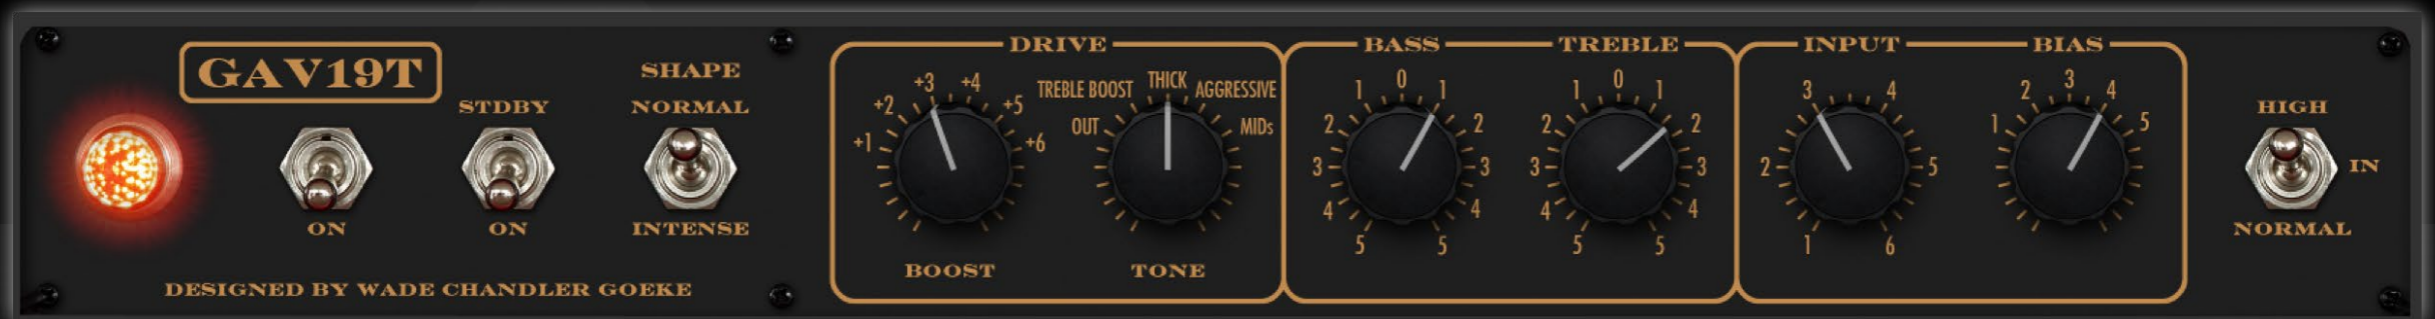 GAV19T
STDBY
ON
ON
SHAPE
NORMAL
INTENSE
DESIGNED BY WADE CHANDLER GOEKE
DRIVE
+1 +2 +3 +4 +5 +6
BOOST
OUT TREBLE BOOST THICK AGGRESSIVE MIDs
TONE
BASS
5 4 3 2 1 0 1 2 3 4 5
TREBLE
5 4 3 2 1 0 1 2 3 4 5
INPUT
1 2 3 4 5 6
BIAS
1 2 3 4 5
HIGH
IN
NORMAL